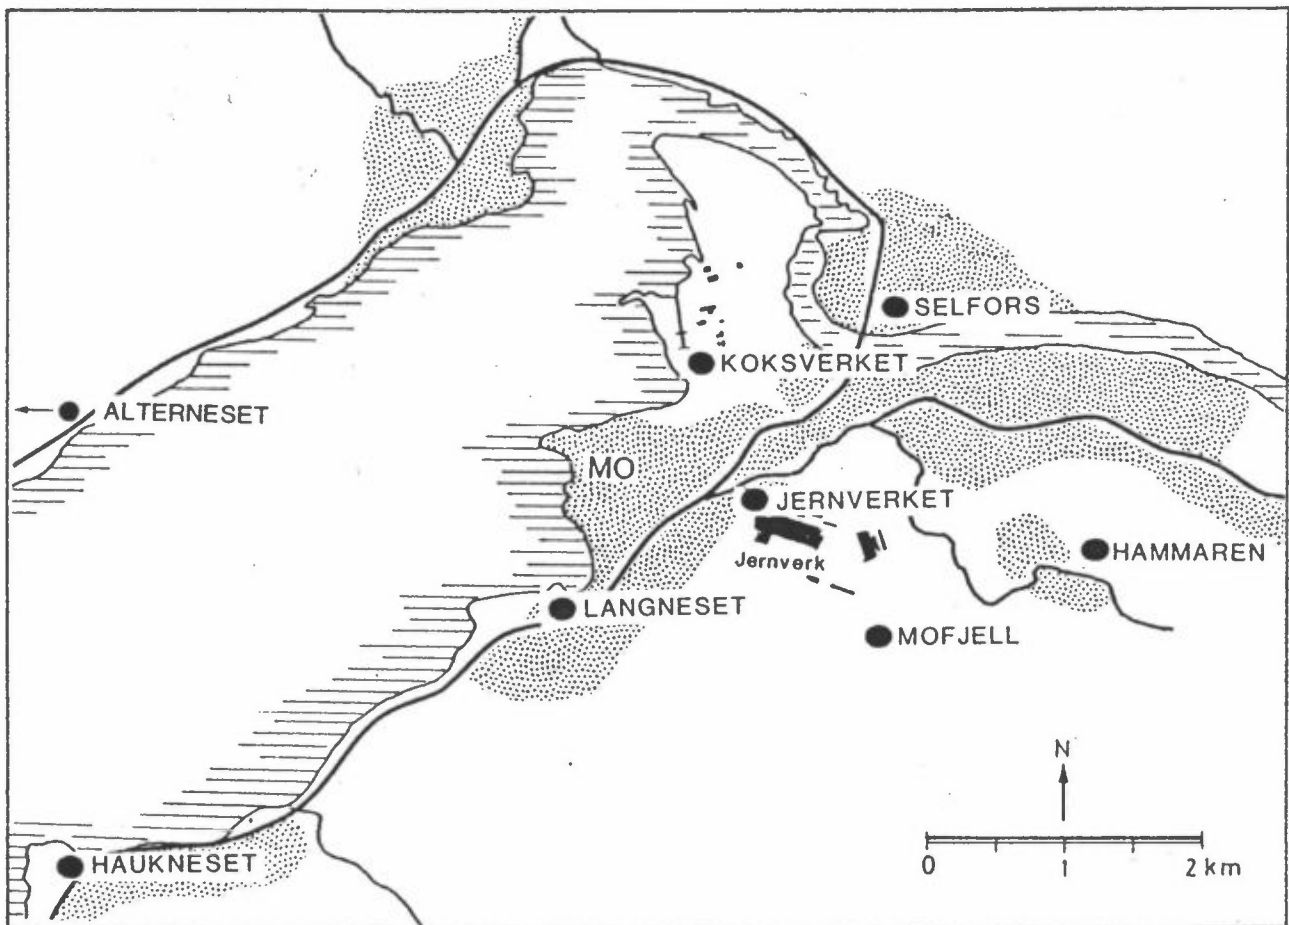 SELFORS
KOKSVERKET
ALTERNESET
MO
JERNVERKET
Jernverk
HAMMAREN
LANGNESET
MOFJELL
N
HAUKNESET
0 1 2 km